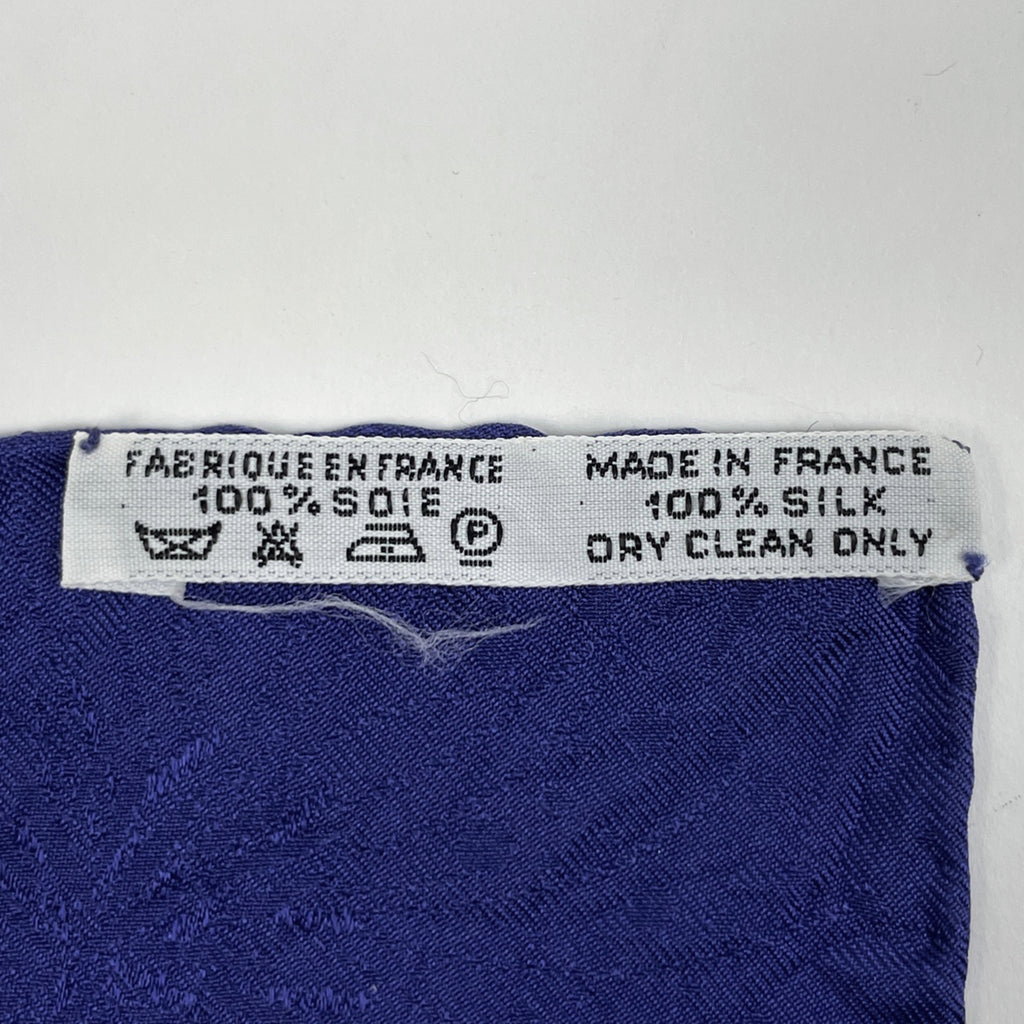 FABRIQUE EN FRANCE
100% SOIE
P
MADE IN FRANCE
100% SILK
DRY CLEAN ONLY